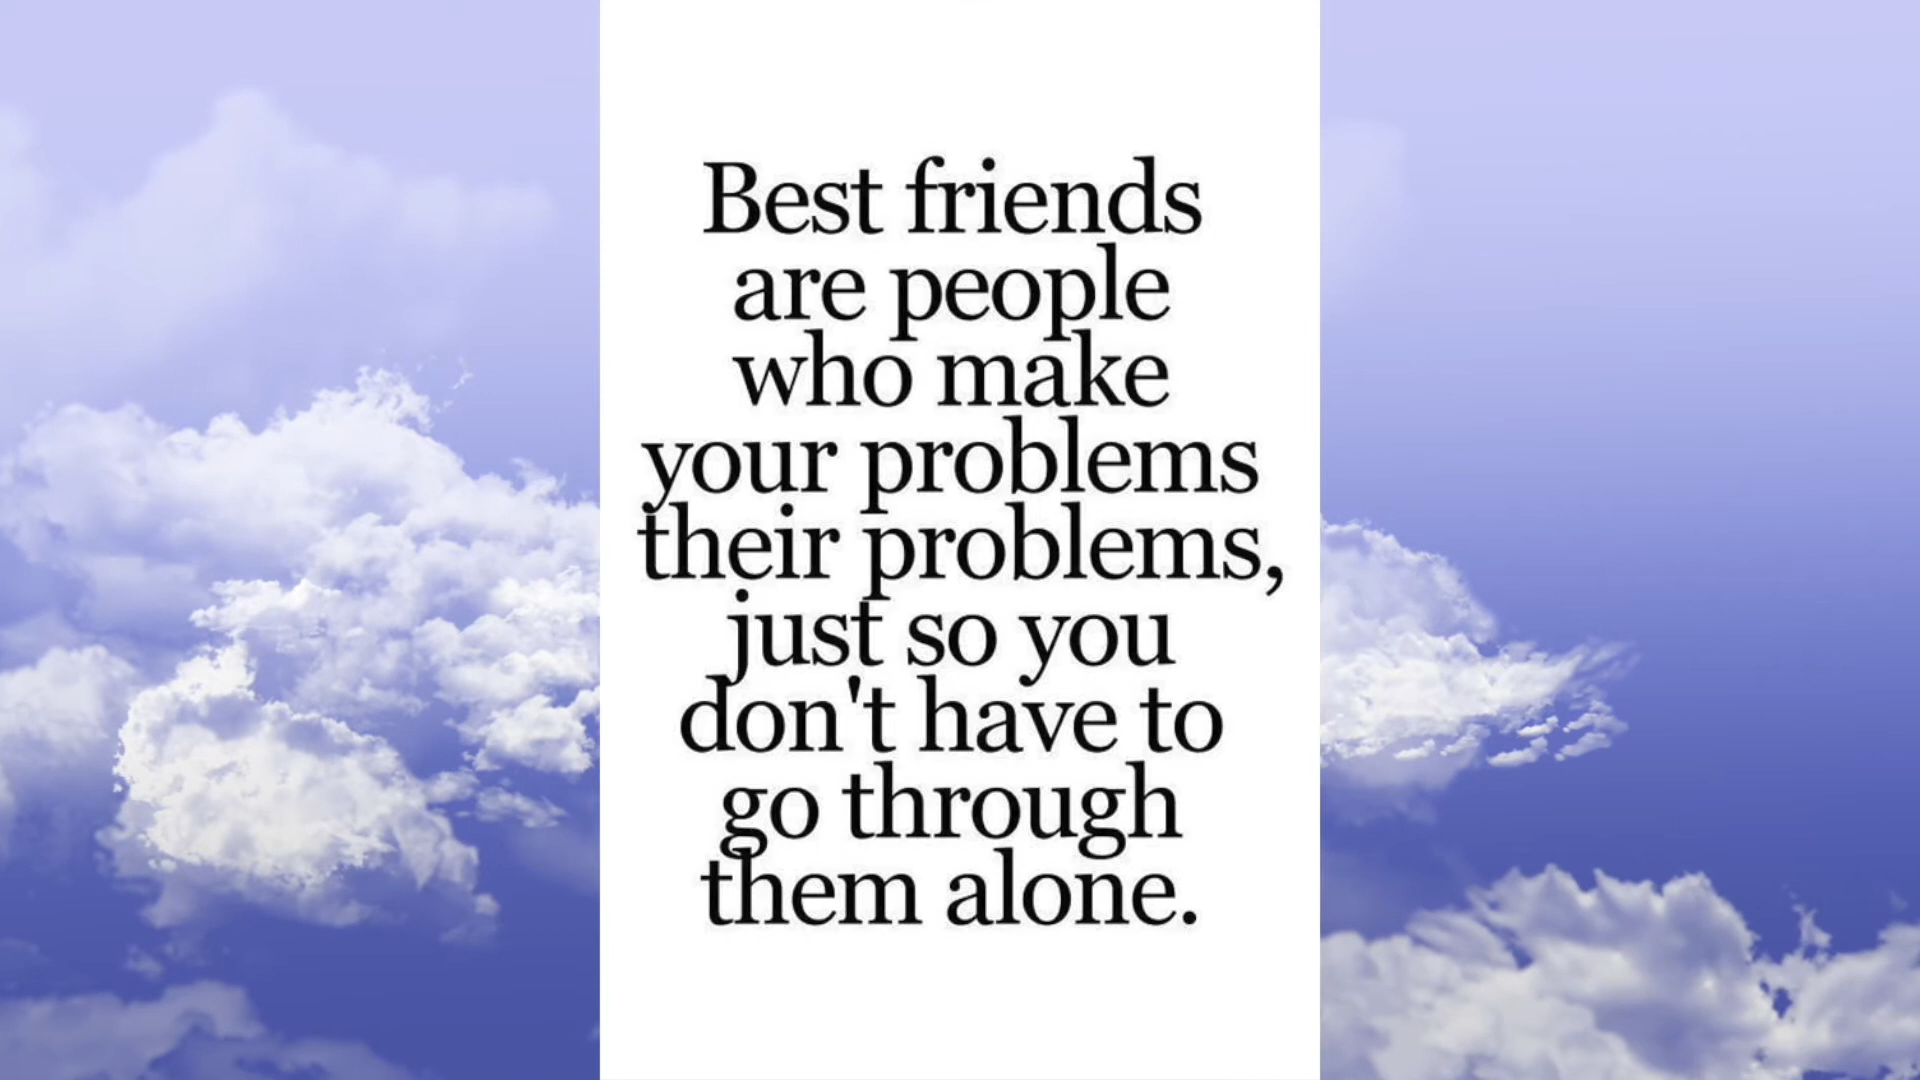 Best friends
are people
who make
your problems
their problems,
just so you
don't have to
go through
them alone.